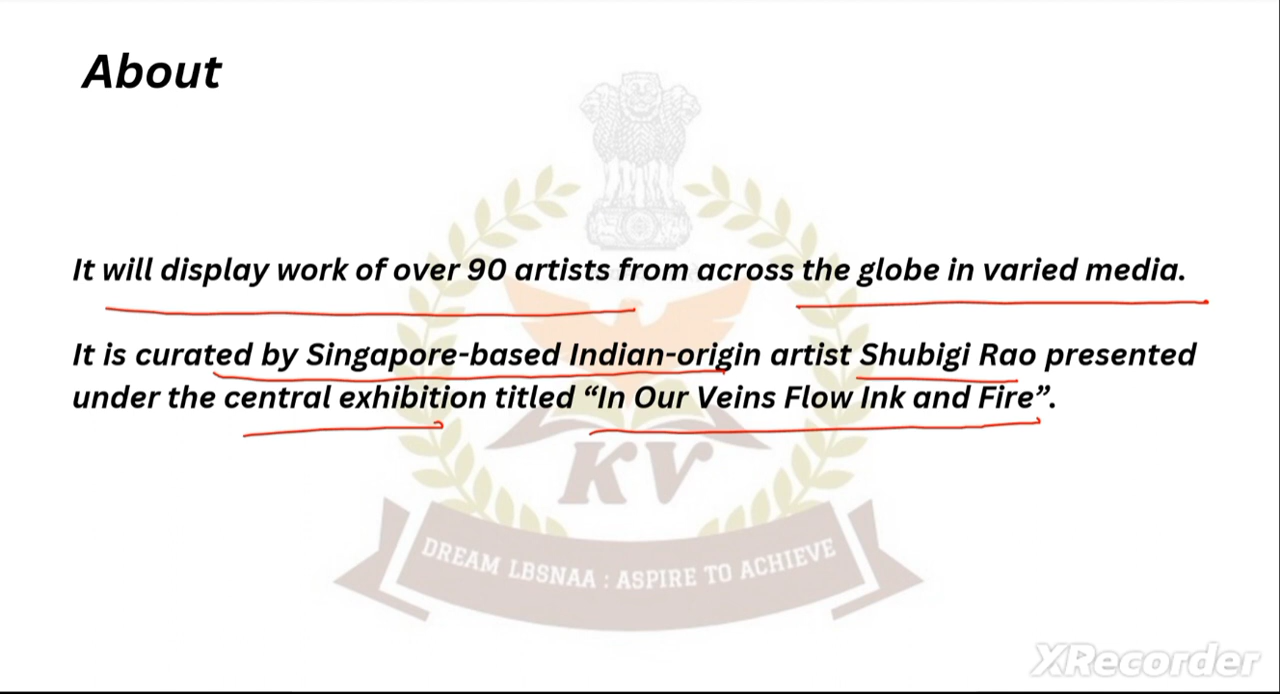 About
It will display work of over 90 artists from across the globe in varied media.
It is curated by Singapore-based Indian-origin artist Shubigi Rao presented
under the central exhibition titled “In Our Veins Flow Ink and Fire”.
KV
DREAM LBSNAA : ASPIRE TO ACHIEVE
XRecorder